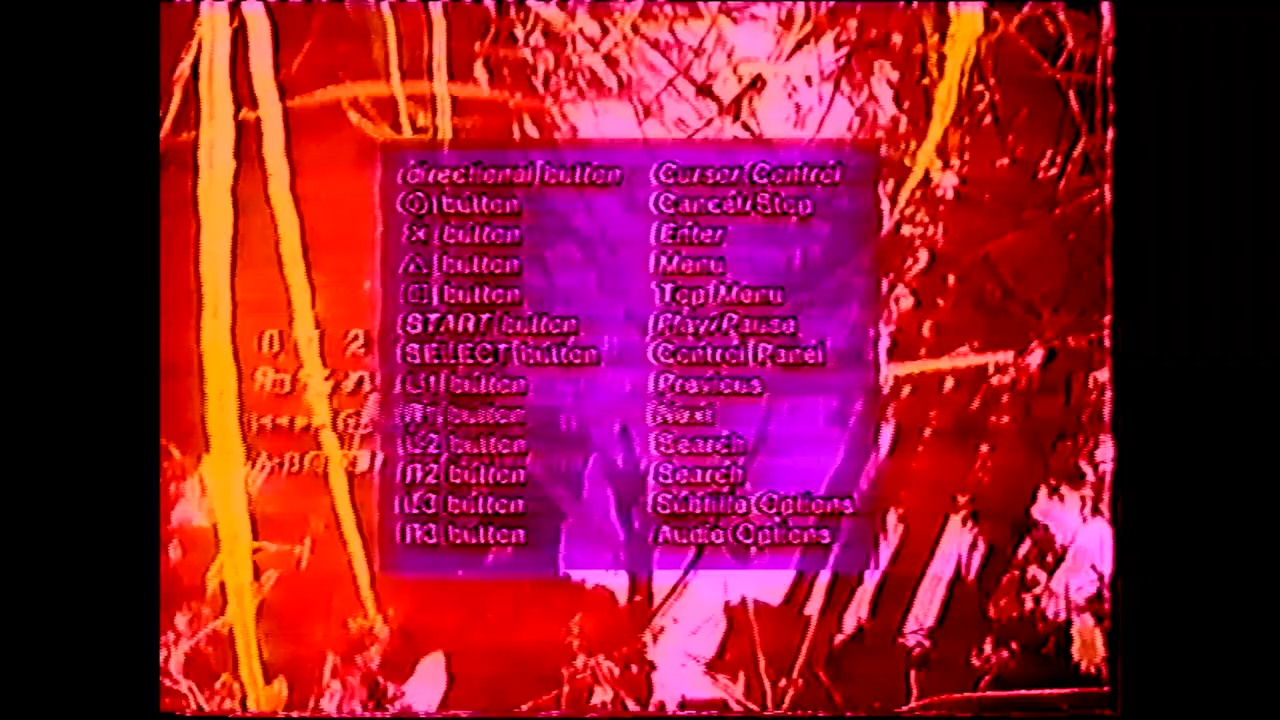 directional button Cursor Control
◯ button Cancel/Stop
✕ button Enter
△ button Menu
□ button Top Menu
START button Play/Pause
SELECT button Control Panel
L1 button Previous
R1 button Next
L2 button Search
R2 button Search
L3 button Subtitle Options
R3 button Audio Options